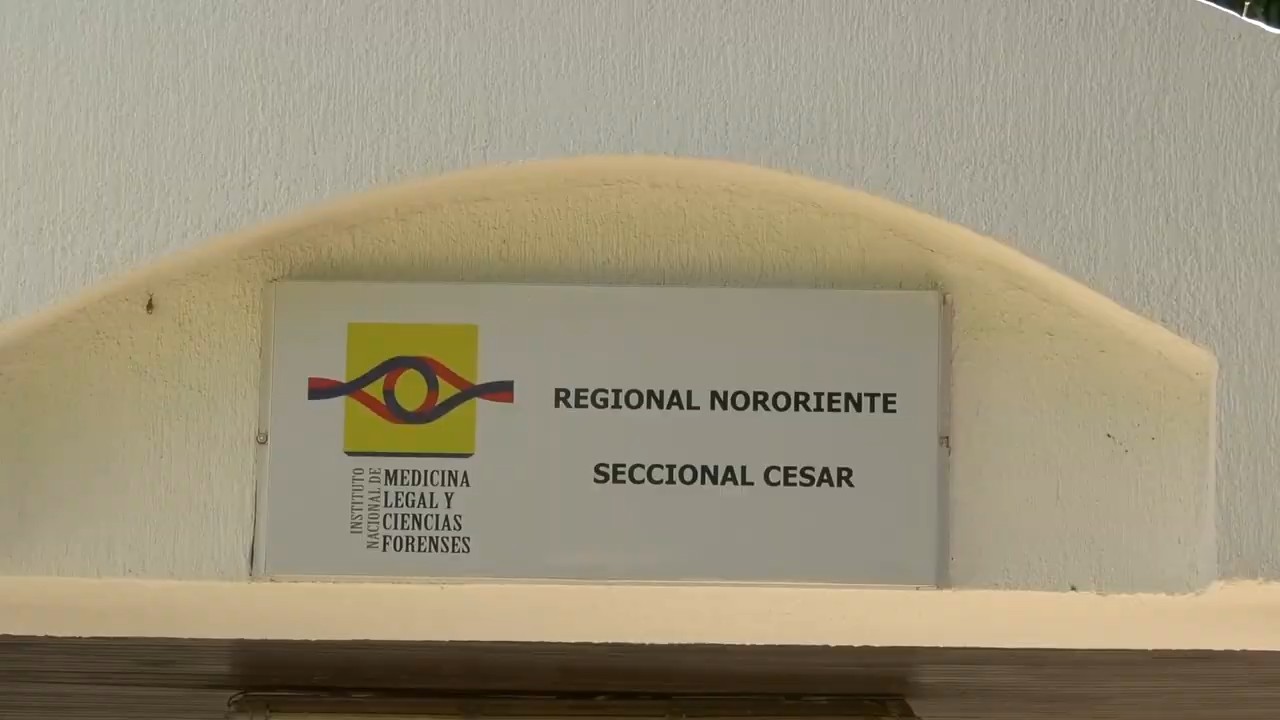 INSTITUTO
NACIONAL DE
MEDICINA
LEGAL Y
CIENCIAS
FORENSES
REGIONAL NORORIENTE
SECCIONAL CESAR